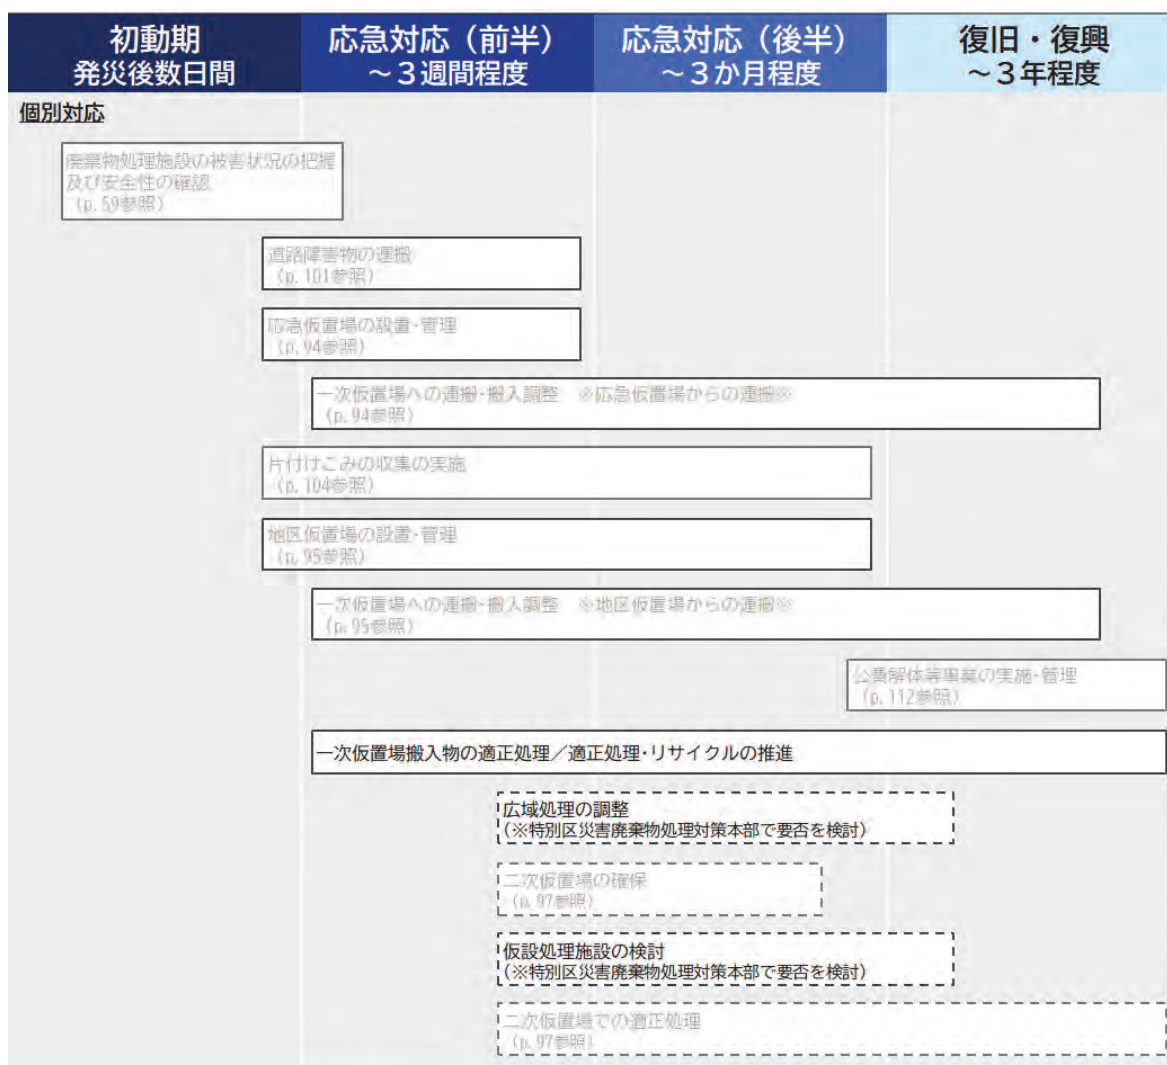 初動期
発災後数日間
応急対応（前半）
～３週間程度
応急対応（後半）
～３か月程度
復旧・復興
～３年程度
個別対応
廃棄物処理施設の被害状況の把握
及び安全性の確認
（p.59参照）
道路障害物の運搬
（p.101参照）
応急仮置場の設置・管理
（p.94参照）
一次仮置場への運搬・搬入調整　※応急仮置場からの運搬※
（p.94参照）
片付けごみの収集の実施
（p.104参照）
地区仮置場の設置・管理
（p.95参照）
一次仮置場への運搬・搬入調整　※地区仮置場からの運搬※
（p.95参照）
公費解体等事業の実施・管理
（p.112参照）
一次仮置場搬入物の適正処理／適正処理・リサイクルの推進
広域処理の調整
（※特別区災害廃棄物処理対策本部で要否を検討）
二次仮置場の確保
（p.97参照）
仮設処理施設の検討
（※特別区災害廃棄物処理対策本部で要否を検討）
二次仮置場での適正処理
（p.97参照）